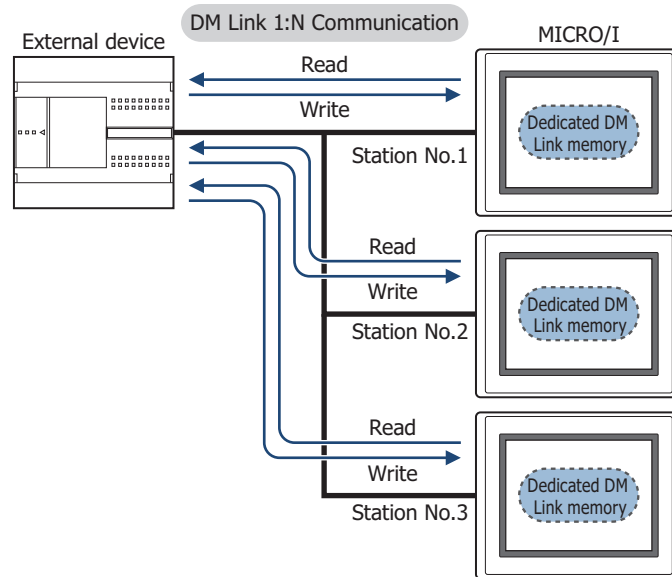 DM Link 1:N Communication
External device
MICRO/I
Read
Write
Dedicated DM
Link memory
Station No.1
Read
Write
Dedicated DM
Link memory
Station No.2
Read
Write
Dedicated DM
Link memory
Station No.3